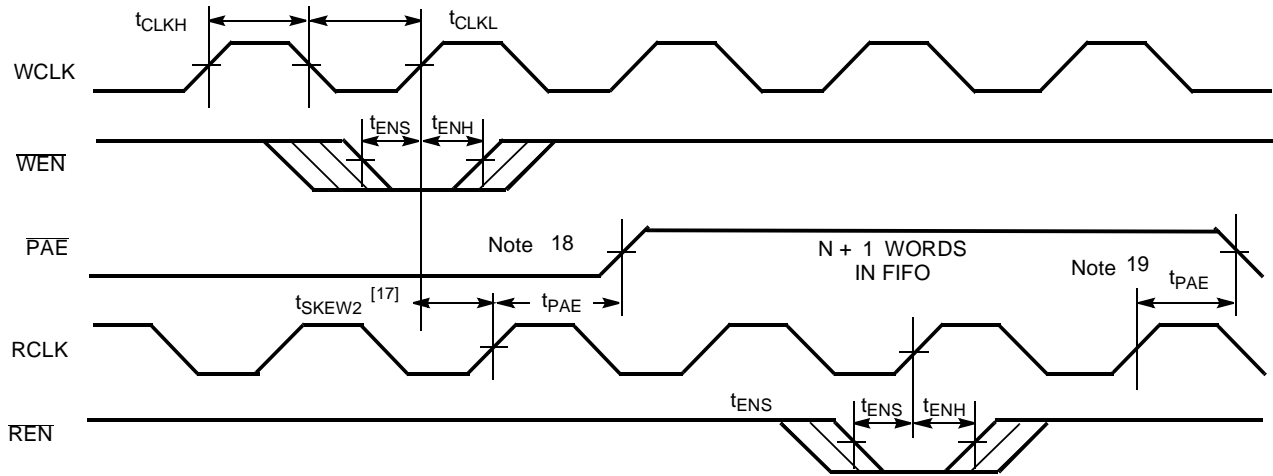 tCLKH
tCLKL
WCLK
tENS
tENH
WEN
PAE
Note 18
N + 1 WORDS
IN FIFO
Note 19
tPAE
tSKEW2 [17]
tPAE
RCLK
tENS
tENS
tENH
REN